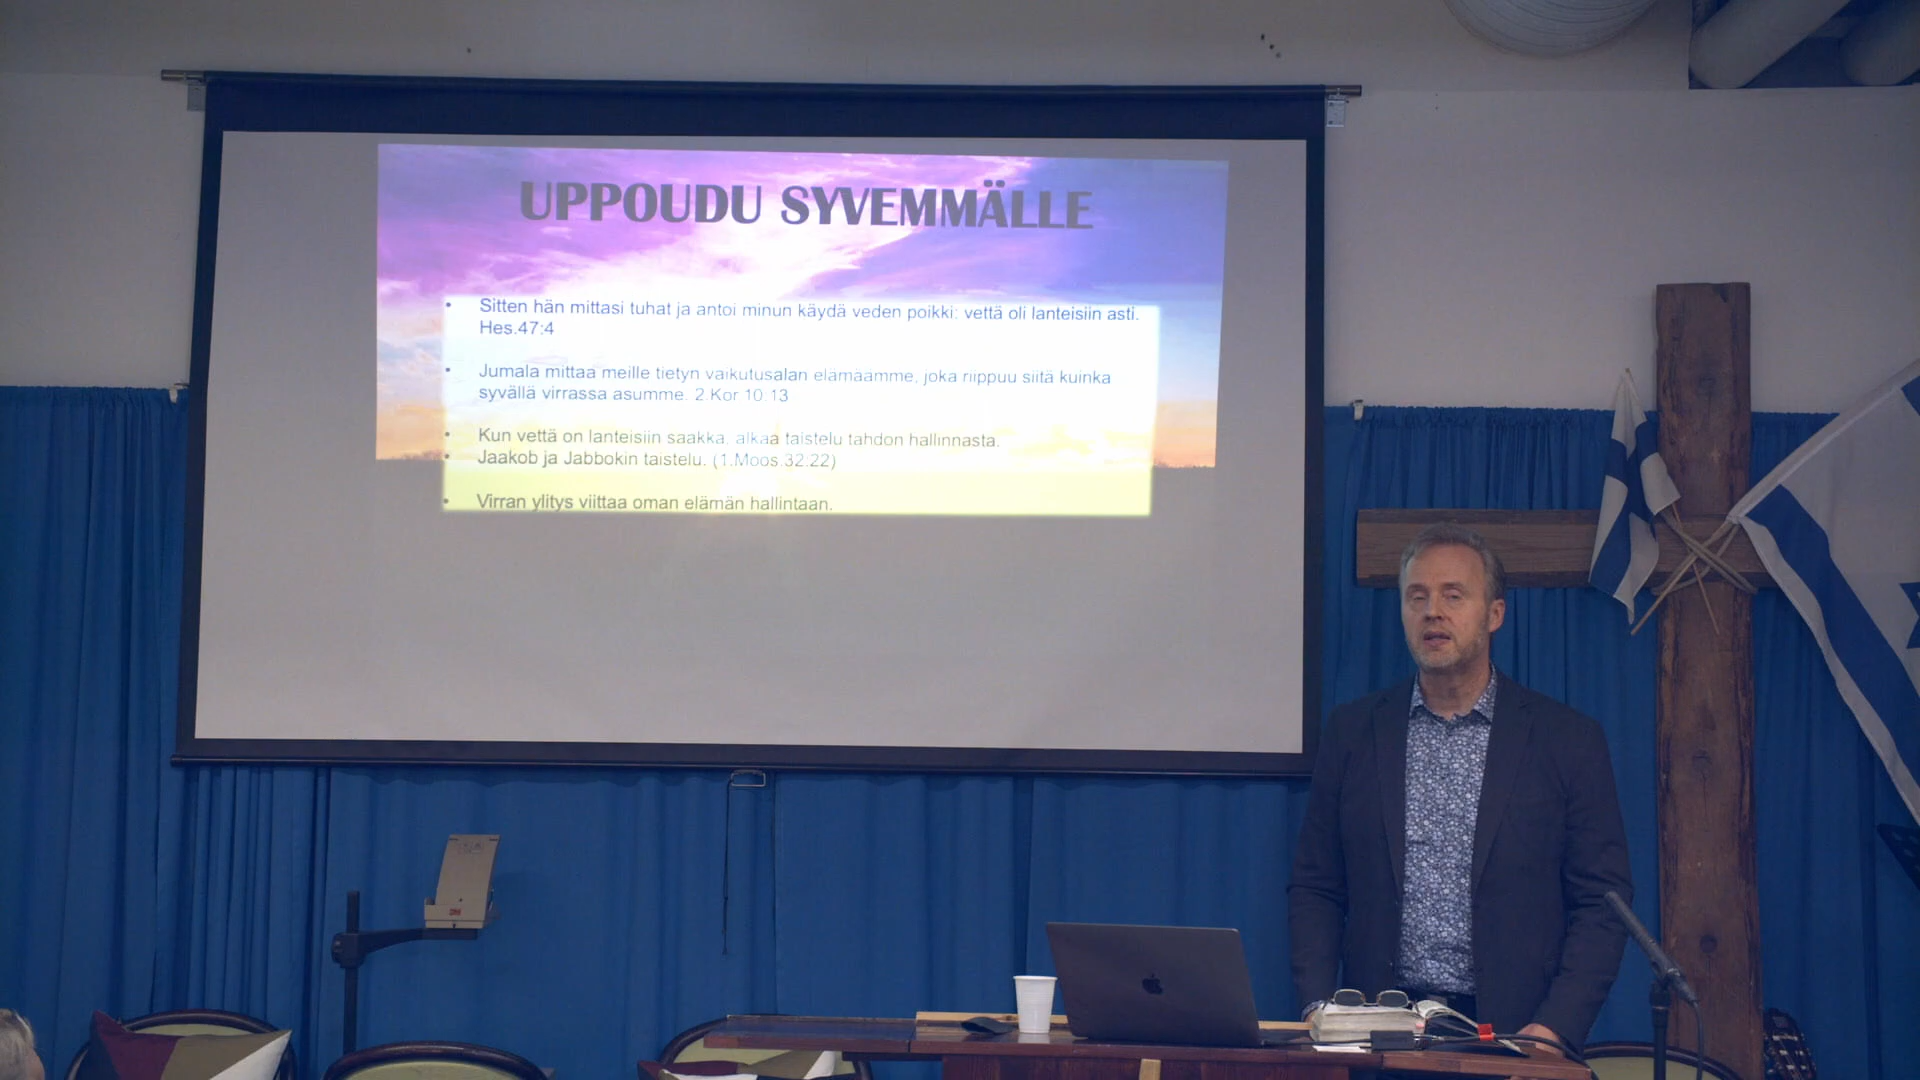 UPPOUDU SYVEMMÄLLE
• Sitten hän mittasi tuhat ja antoi minun käydä veden poikki: vettä oli lanteisiin asti.
Hes.47:4
• Jumala mittaa meille tietyn vaikutusalan elämäämme, joka riippuu siitä kuinka
syvällä virrassa asumme. 2.Kor 10:13
• Kun vettä on lanteisiin saakka, alkaa taistelu tahdon hallinnasta.
• Jaakob ja Jabbokin taistelu. (1.Moos.32:22)
• Virran ylitys viittaa oman elämän hallintaan.
3M